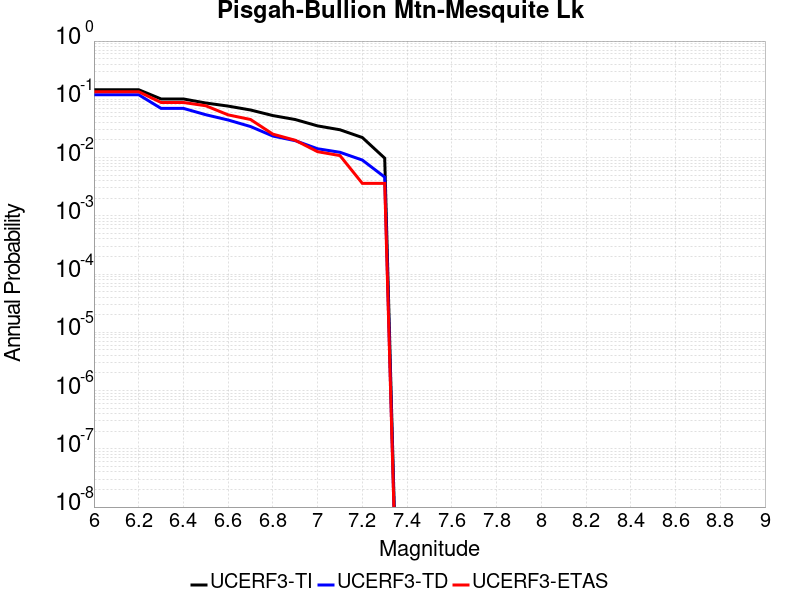 Pisgah-Bullion Mtn-Mesquite Lk
10^0
10^-1
10^-2
10^-3
10^-4
10^-5
10^-6
10^-7
10^-8
Annual Probability
6 6.2 6.4 6.6 6.8 7 7.2 7.4 7.6 7.8 8 8.2 8.4 8.6 8.8 9
Magnitude
UCERF3-TI UCERF3-TD UCERF3-ETAS